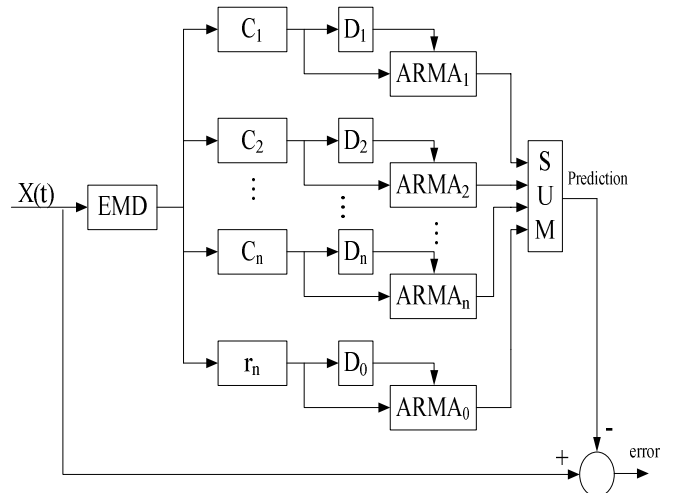 C₁ D₁
ARMA₁
C₂ D₂
ARMA₂
X(t) EMD
S
U
M
Prediction
Cₙ Dₙ
ARMAₙ
rₙ D₀
ARMA₀
-
+ error